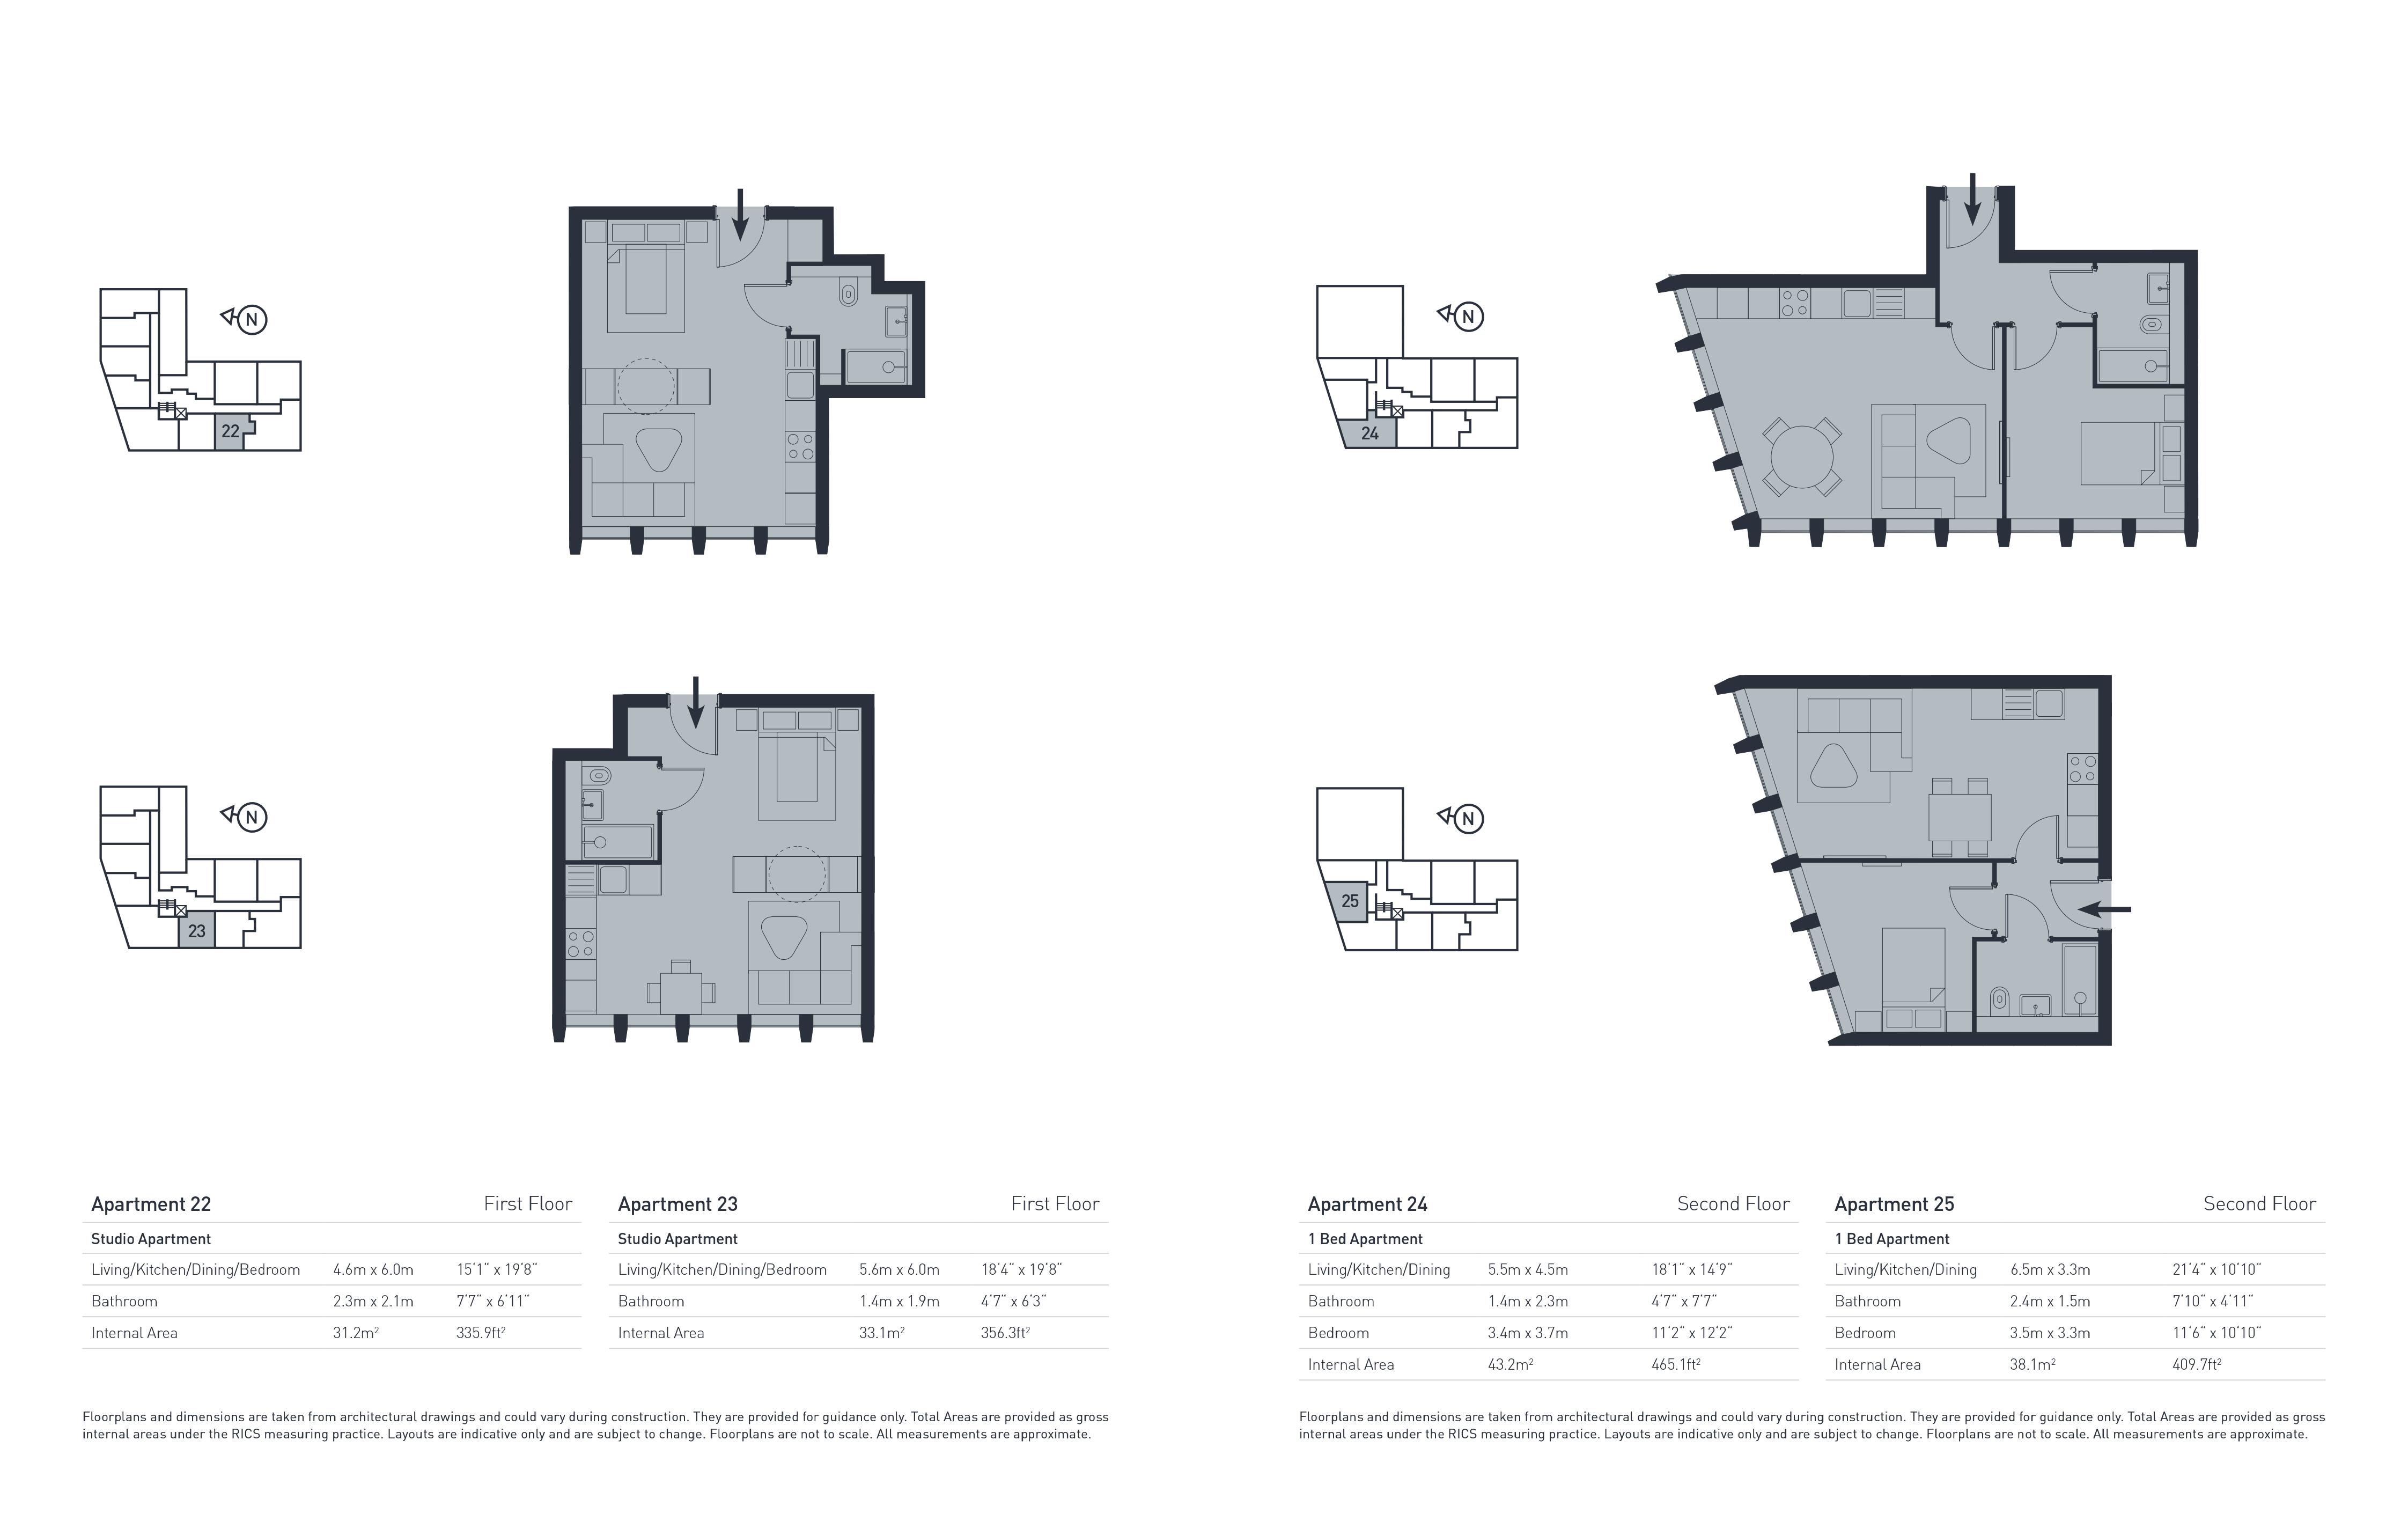 N
22
N
24
N
23
N
25
Apartment 22 First Floor
Studio Apartment
Living/Kitchen/Dining/Bedroom 4.6m x 6.0m 15'1" x 19'8"
Bathroom 2.3m x 2.1m 7'7" x 6'11"
Internal Area 31.2m² 335.9ft²
Apartment 23 First Floor
Studio Apartment
Living/Kitchen/Dining/Bedroom 5.6m x 6.0m 18'4" x 19'8"
Bathroom 1.4m x 1.9m 4'7" x 6'3"
Internal Area 33.1m² 356.3ft²
Floorplans and dimensions are taken from architectural drawings and could vary during construction. They are provided for guidance only. Total Areas are provided as gross
internal areas under the RICS measuring practice. Layouts are indicative only and are subject to change. Floorplans are not to scale. All measurements are approximate.
Apartment 24 Second Floor
1 Bed Apartment
Living/Kitchen/Dining 5.5m x 4.5m 18'1" x 14'9"
Bathroom 1.4m x 2.3m 4'7" x 7'7"
Bedroom 3.4m x 3.7m 11'2" x 12'2"
Internal Area 43.2m² 465.1ft²
Apartment 25 Second Floor
1 Bed Apartment
Living/Kitchen/Dining 6.5m x 3.3m 21'4" x 10'10"
Bathroom 2.4m x 1.5m 7'10" x 4'11"
Bedroom 3.5m x 3.3m 11'6" x 10'10"
Internal Area 38.1m² 409.7ft²
Floorplans and dimensions are taken from architectural drawings and could vary during construction. They are provided for guidance only. Total Areas are provided as gross
internal areas under the RICS measuring practice. Layouts are indicative only and are subject to change. Floorplans are not to scale. All measurements are approximate.